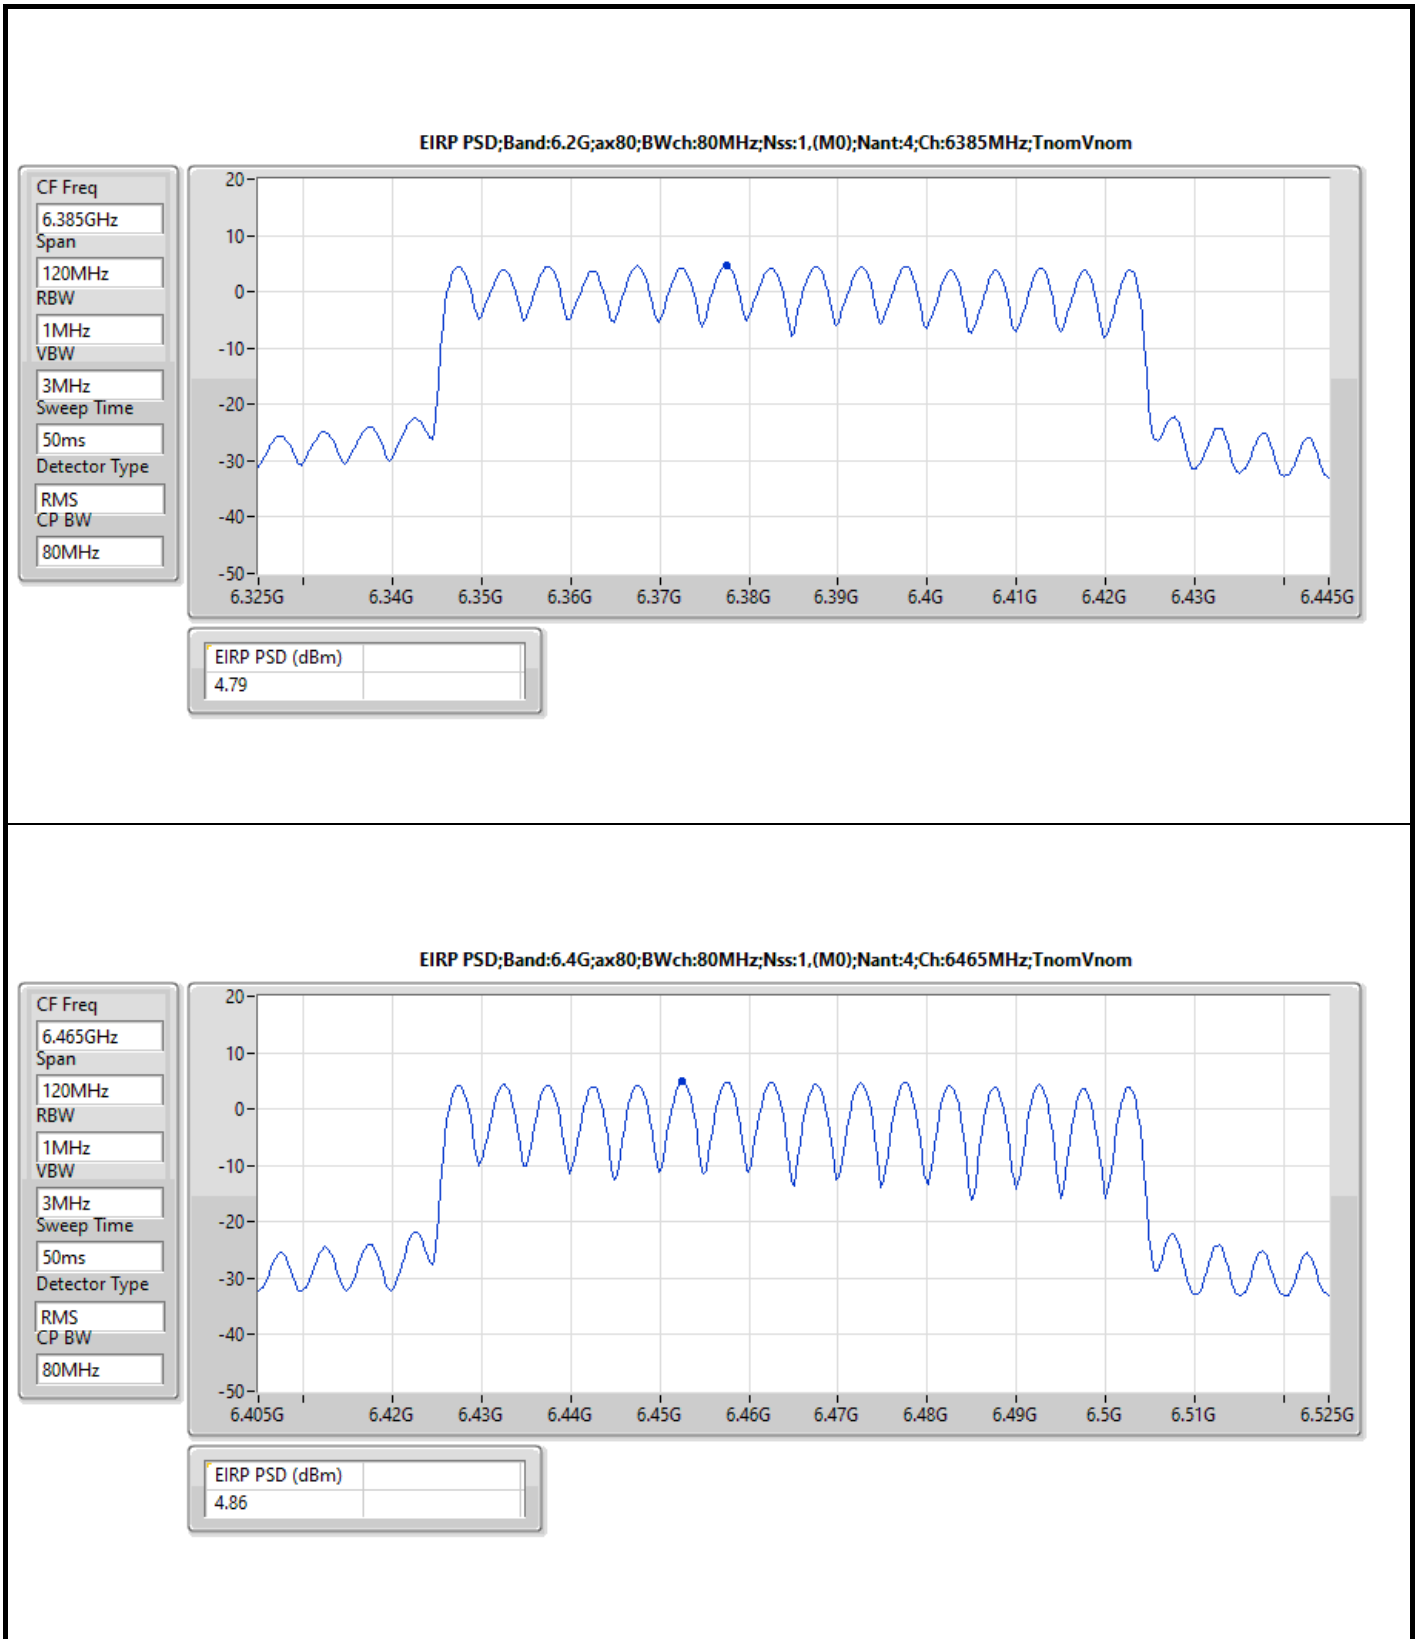 EIRP PSD;Band:6.2G;ax80;BWch:80MHz;Nss:1,(M0);Nant:4;Ch:6385MHz;TnomVnom
CF Freq
6.385GHz
Span
120MHz
RBW
1MHz
VBW
3MHz
Sweep Time
50ms
Detector Type
RMS
CP BW
80MHz
20
10
0
-10
-20
-30
-40
-50
6.325G 6.34G 6.35G 6.36G 6.37G 6.38G 6.39G 6.4G 6.41G 6.42G 6.43G 6.445G
EIRP PSD (dBm)
4.79
EIRP PSD;Band:6.4G;ax80;BWch:80MHz;Nss:1,(M0);Nant:4;Ch:6465MHz;TnomVnom
CF Freq
6.465GHz
Span
120MHz
RBW
1MHz
VBW
3MHz
Sweep Time
50ms
Detector Type
RMS
CP BW
80MHz
20
10
0
-10
-20
-30
-40
-50
6.405G 6.42G 6.43G 6.44G 6.45G 6.46G 6.47G 6.48G 6.49G 6.5G 6.51G 6.525G
EIRP PSD (dBm)
4.86